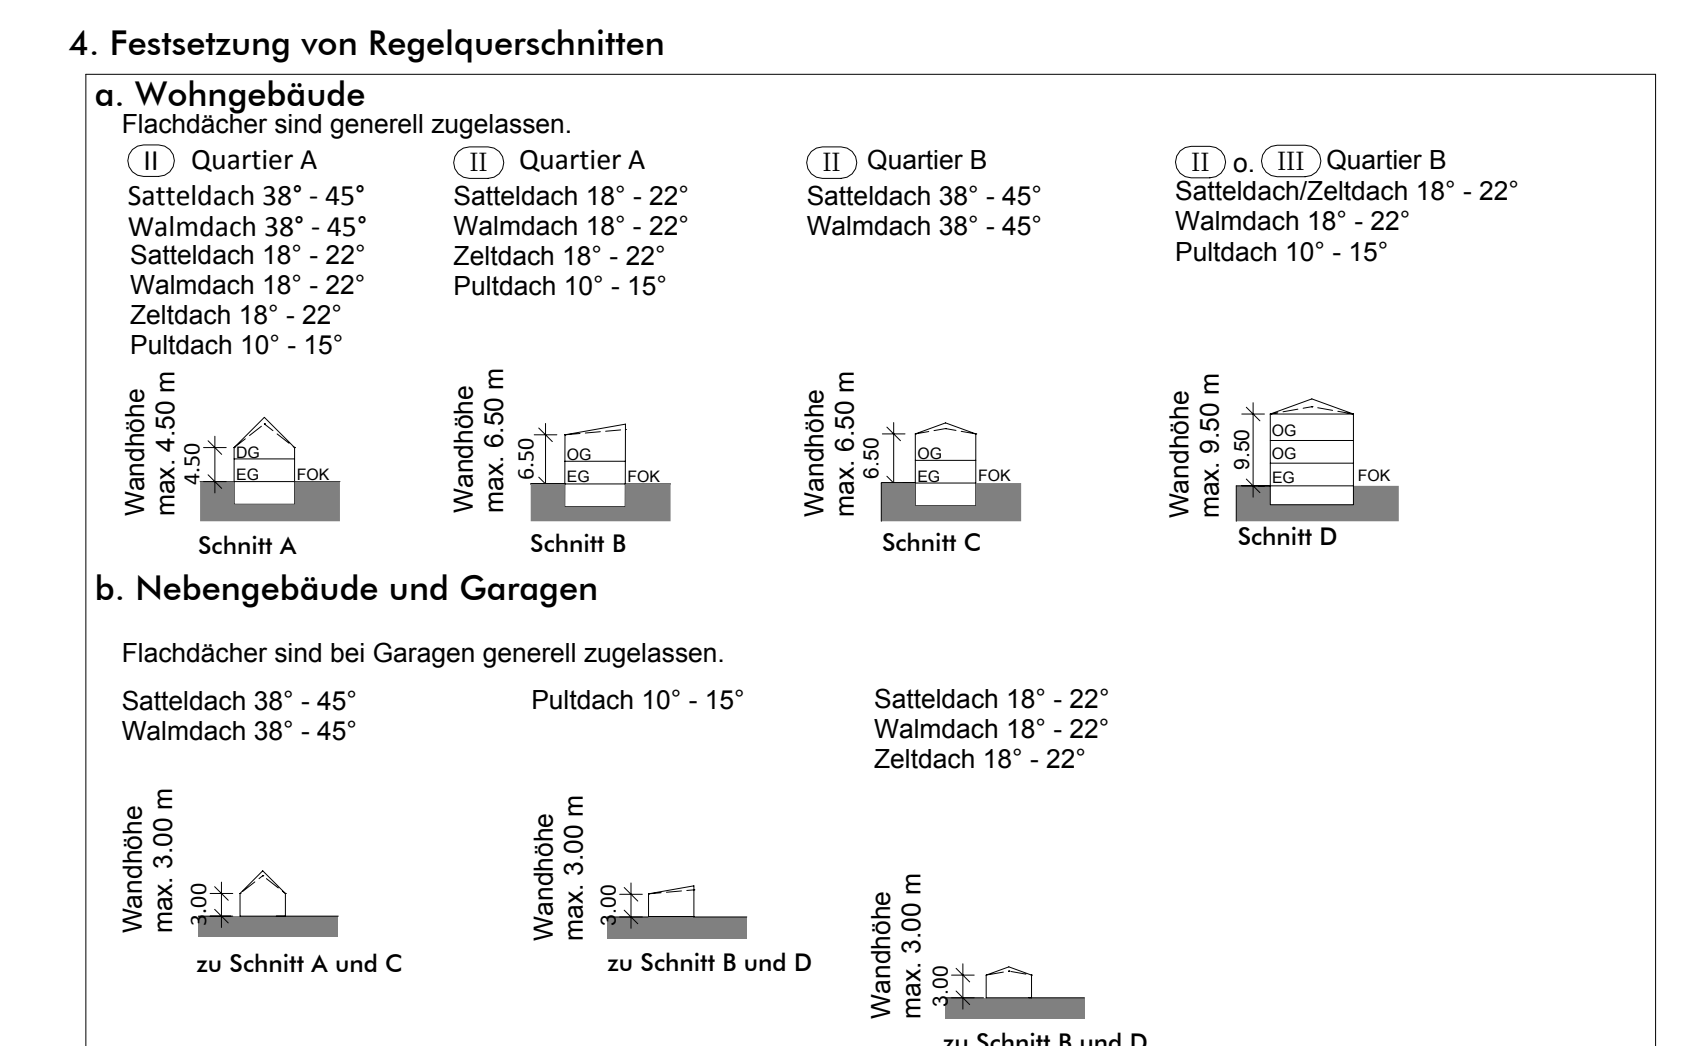 4. Festsetzung von Regelquerschnitten
a. Wohngebäude
Flachdächer sind generell zugelassen.
II Quartier A
Satteldach 38° - 45°
Walmdach 38° - 45°
Satteldach 18° - 22°
Walmdach 18° - 22°
Zeltdach 18° - 22°
Pultdach 10° - 15°
Wandhöhe
max. 4.50 m
4.50
DG
EG
FOK
Schnitt A
II Quartier A
Satteldach 18° - 22°
Walmdach 18° - 22°
Zeltdach 18° - 22°
Pultdach 10° - 15°
Wandhöhe
max. 6.50 m
6.50
OG
EG
FOK
Schnitt B
II Quartier B
Satteldach 38° - 45°
Walmdach 38° - 45°
Wandhöhe
max. 6.50 m
6.50
OG
EG
FOK
Schnitt C
II o. III Quartier B
Satteldach/Zeltdach 18° - 22°
Walmdach 18° - 22°
Pultdach 10° - 15°
Wandhöhe
max. 9.50 m
9.50
OG
OG
EG
FOK
Schnitt D
b. Nebengebäude und Garagen
Flachdächer sind bei Garagen generell zugelassen.
Satteldach 38° - 45°
Walmdach 38° - 45°
Wandhöhe
max. 3.00 m
3.00
zu Schnitt A und C
Pultdach 10° - 15°
Wandhöhe
max. 3.00 m
3.00
zu Schnitt B und D
Satteldach 18° - 22°
Walmdach 18° - 22°
Zeltdach 18° - 22°
Wandhöhe
max. 3.00 m
3.00
zu Schnitt B und D